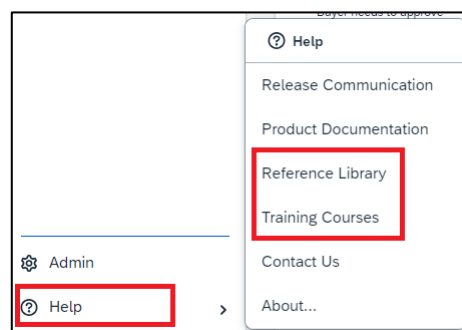 Buyer needs to approve
Help
Release Communication
Product Documentation
Reference Library
Training Courses
Admin
Contact Us
Help
About...